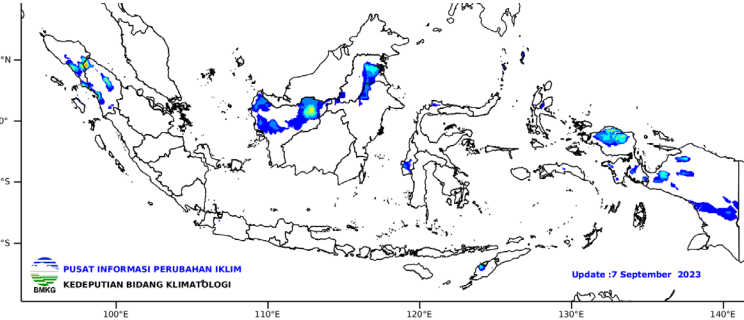 °N
0°
°S
°S
PUSAT INFORMASI PERUBAHAN IKLIM
KEDEPUTIAN BIDANG KLIMATOLOGI
BMKG
Update :7 September 2023
100°E 110°E 120°E 130°E 140°E